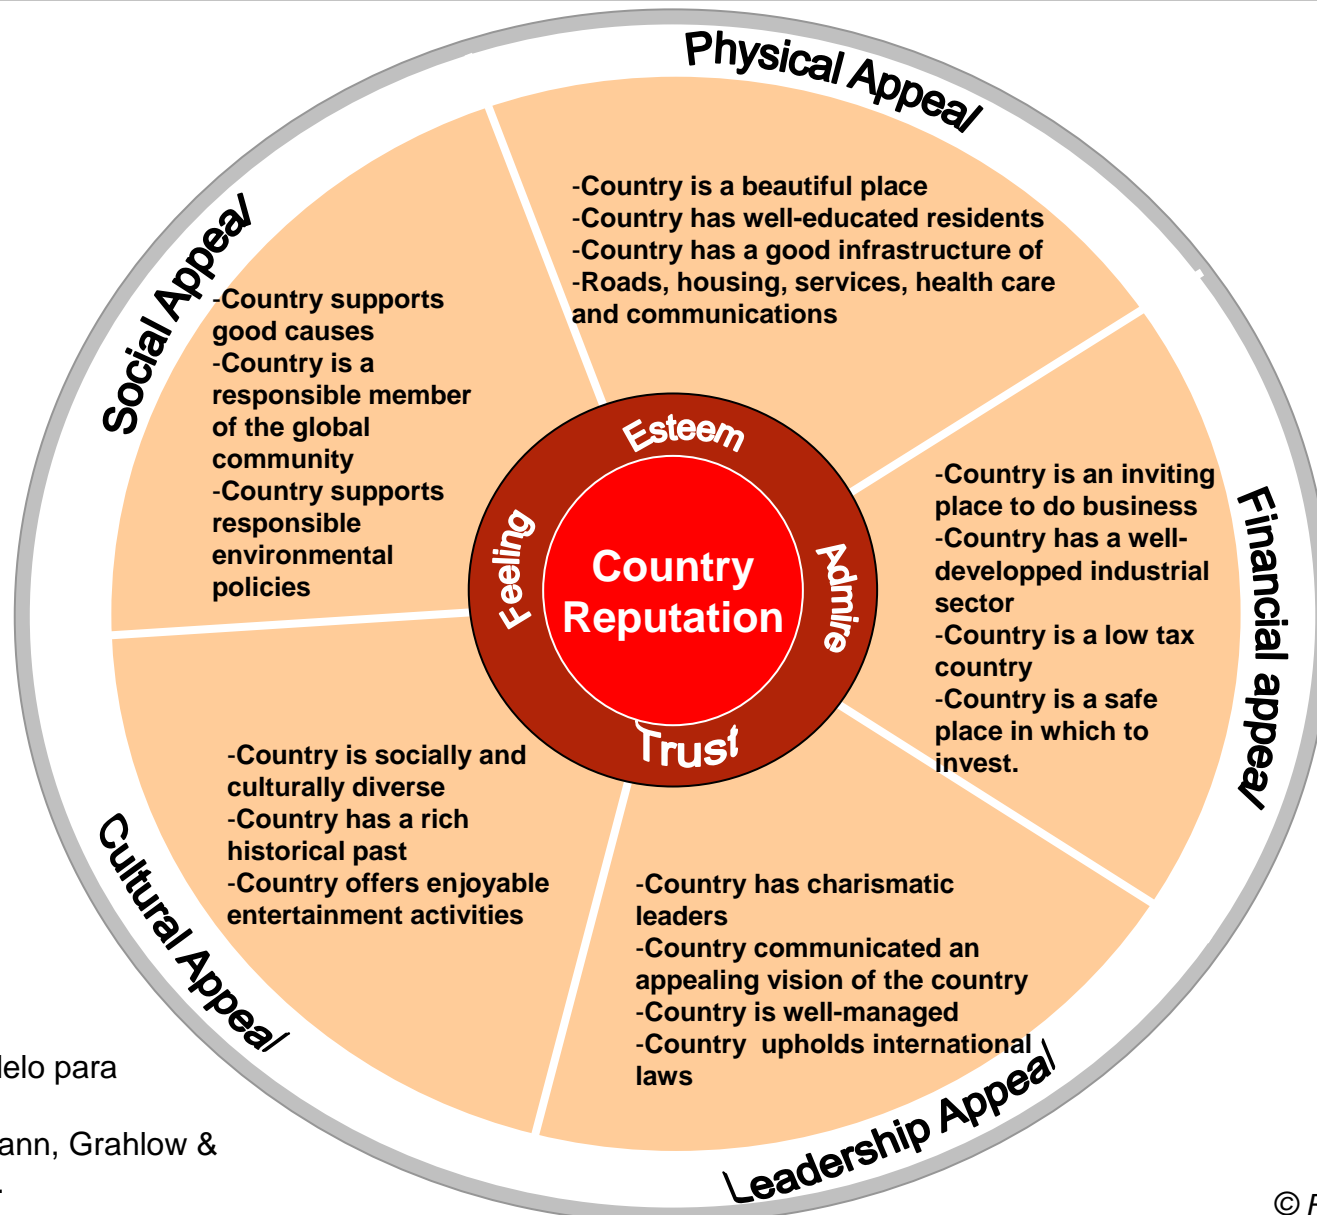 Physical Appeal
-Country is a beautiful place
-Country has well-educated residents
-Country has a good infrastructure of
-Roads, housing, services, health care
and communications
Social Appeal
-Country supports
good causes
-Country is a
responsible member
of the global
community
-Country supports
responsible
environmental
policies
Esteem
Feeling
Admire
Trust
Country
Reputation
Financial appeal
-Country is an inviting
place to do business
-Country has a well-
developped industrial
sector
-Country is a low tax
country
-Country is a safe
place in which to
invest.
Cultural Appeal
-Country is socially and
culturally diverse
-Country has a rich
historical past
-Country offers enjoyable
entertainment activities
-Country has charismatic
leaders
-Country communicated an
appealing vision of the country
-Country is well-managed
-Country  upholds international
laws
Leadership Appeal
para
Grahlow &
©